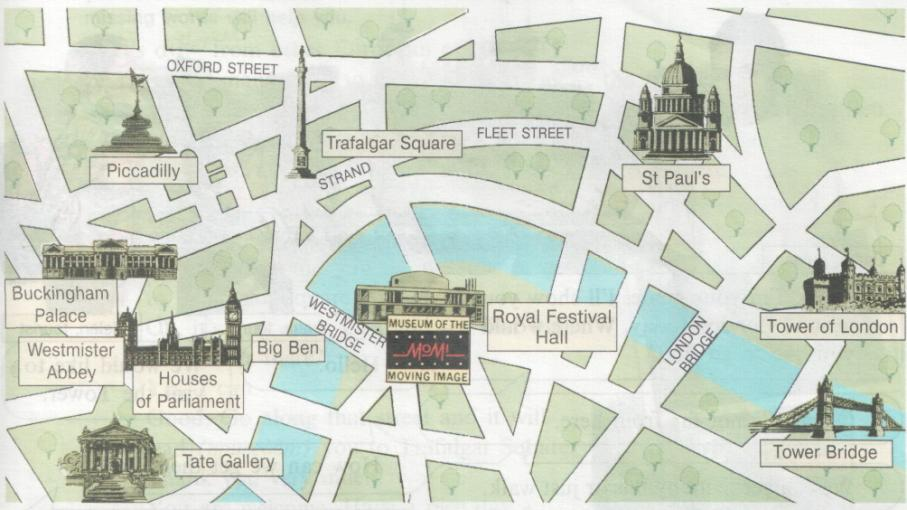 OXFORD STREET
Piccadilly
Trafalgar Square
STRAND
FLEET STREET
St Paul's
Buckingham
Palace
Westmister
Abbey
Houses
of Parliament
Big Ben
WESTMISTER
BRIDGE
MUSEUM OF THE
MOMI
MOVING IMAGE
Royal Festival
Hall
LONDON
BRIDGE
Tower of London
Tower Bridge
Tate Gallery